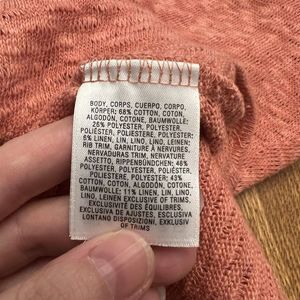 BODY, CORPS, CUERPO, CORPO,
KÖRPER; 68% COTTON, COTON,
ALGODÓN, COTONE, BAUMWOLLE;
26% POLYESTER, POLYESTER,
POLIÉSTER, POLIESTERE, POLYESTER;
6% LINEN, LIN, LINO, LINO, LEINEN;
RIB TRIM, GARNITURE À NERVURES,
NERVADURAS TRIM, NERVATURE
ASSETTO, RIPPENBÜNDCHEN; 46%
POLYESTER, POLYESTER, POLIÉSTER,
POLIESTERE, POLYESTER; 43%
COTTON, COTON, ALGODÓN, COTONE,
BAUMWOLLE; 11% LINEN, LIN, LINO,
LINO, LEINEN EXCLUSIVE OF TRIMS,
EXCLUSIVITÉ DES ÉQUILIBRES,
EXCLUSIVA DE AJUSTES, ESCLUSIVA
LONTANO DISPOSIZIONI, EXKLUSIV
OF TRIMS